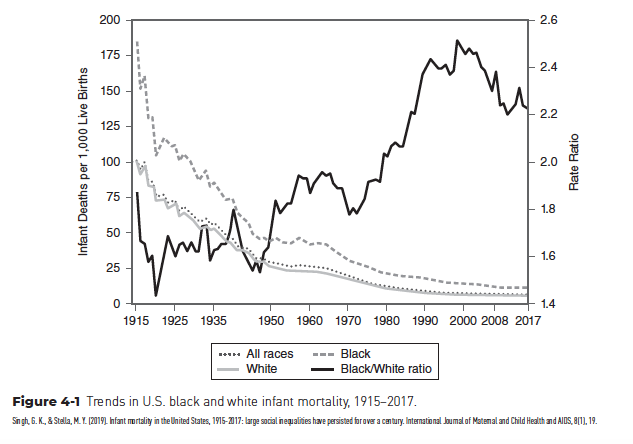 200
175
150
125
100
75
50
25
0
Infant Deaths per 1,000 Live Births
2.6
2.4
2.2
2.0
1.8
1.6
1.4
Rate Ratio
1915 1925 1935 1950 1960 1970 1980 1990 2000 2008 2017
All races Black
White Black/White ratio
Figure 4-1 Trends in U.S. black and white infant mortality, 1915–2017.
Singh, G. K., & Stella, M. Y. (2019). Infant mortality in the United States, 1915-2017: large social inequalities have persisted for over a century. International Journal of Maternal and Child Health and AIDS, 8(1), 19.